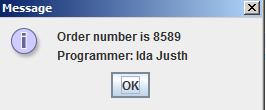 Message
Order number is 8589
Programmer: Ida Justh
OK